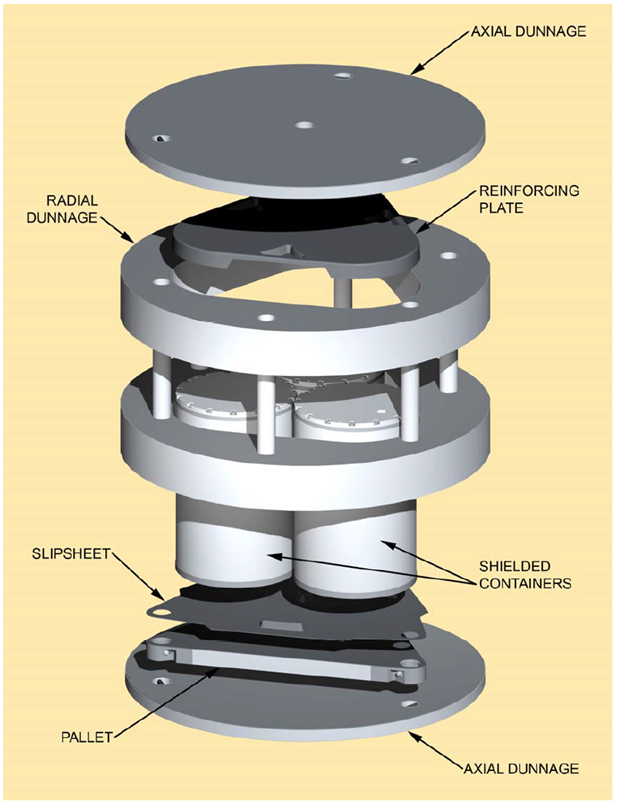 AXIAL DUNNAGE
RADIAL
DUNNAGE
REINFORCING
PLATE
SLIPSHEET
SHIELDED
CONTAINERS
PALLET
AXIAL DUNNAGE